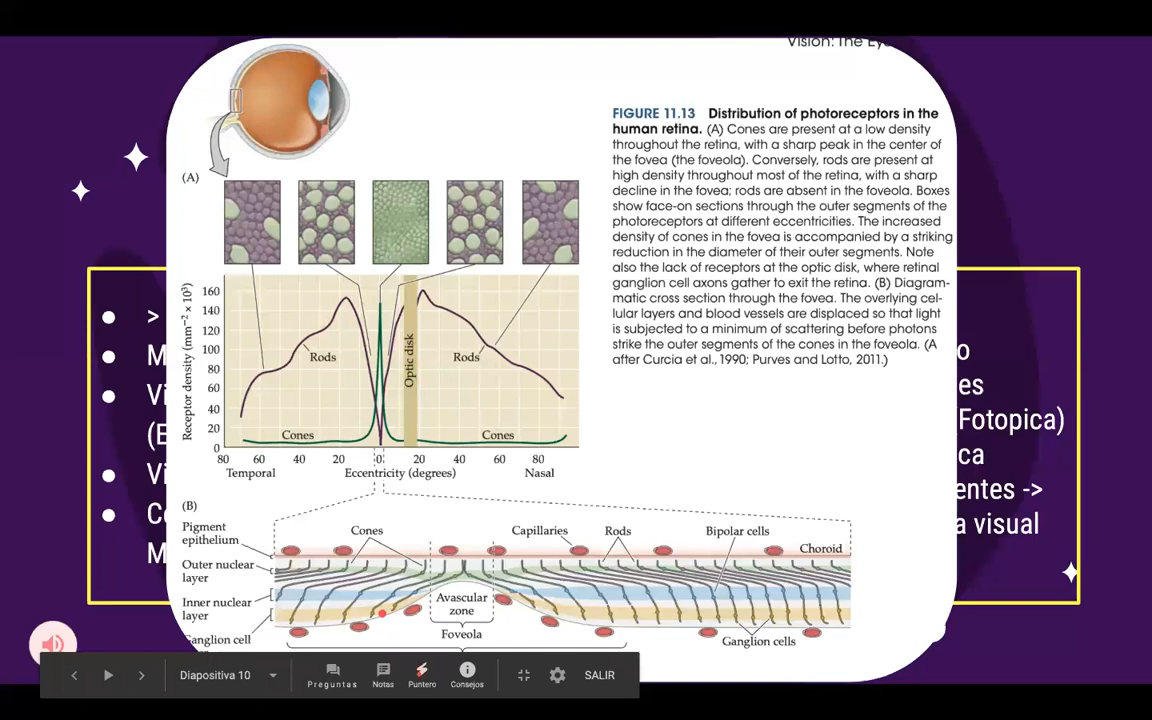 Vision: The Eye
FIGURE 11.13 Distribution of photoreceptors in the
human retina. (A) Cones are present at a low density
throughout the retina, with a sharp peak in the center of
the fovea (the foveola). Conversely, rods are present at
high density throughout most of the retina, with a sharp
decline in the fovea; rods are absent in the foveola. Boxes
show face-on sections through the outer segments of the
photoreceptors at different eccentricities. The increased
density of cones in the fovea is accompanied by a striking
reduction in the diameter of their outer segments. Note
also the lack of receptors at the optic disk, where retinal
ganglion cell axons gather to exit the retina. (B) Diagram-
matic cross section through the fovea. The overlying cel-
lular layers and blood vessels are displaced so that light
is subjected to a minimum of scattering before photons
strike the outer segments of the cones in the foveola. (A
after Curcia et al., 1990; Purves and Lotto, 2011.)
(A)
Receptor density (mm⁻² × 10³)
160
140
120
100
80
60
40
20
0
Rods
Optic disk
Rods
Cones
Cones
80 60 40 20 0 20 40 60 80
Temporal Eccentricity (degrees) Nasal
(B)
Pigment
epithelium
Outer nuclear
layer
Inner nuclear
layer
Ganglion cell
Cones
Capillaries
Rods
Bipolar cells
Choroid
Avascular
zone
Foveola
Ganglion cells
>
M
Vi
(E
Vi
Co
M
o
es
(Fotopica)
ca
entes ->
a visual
Diapositiva 10
Preguntas
Notas
Puntero
Consejos
SALIR